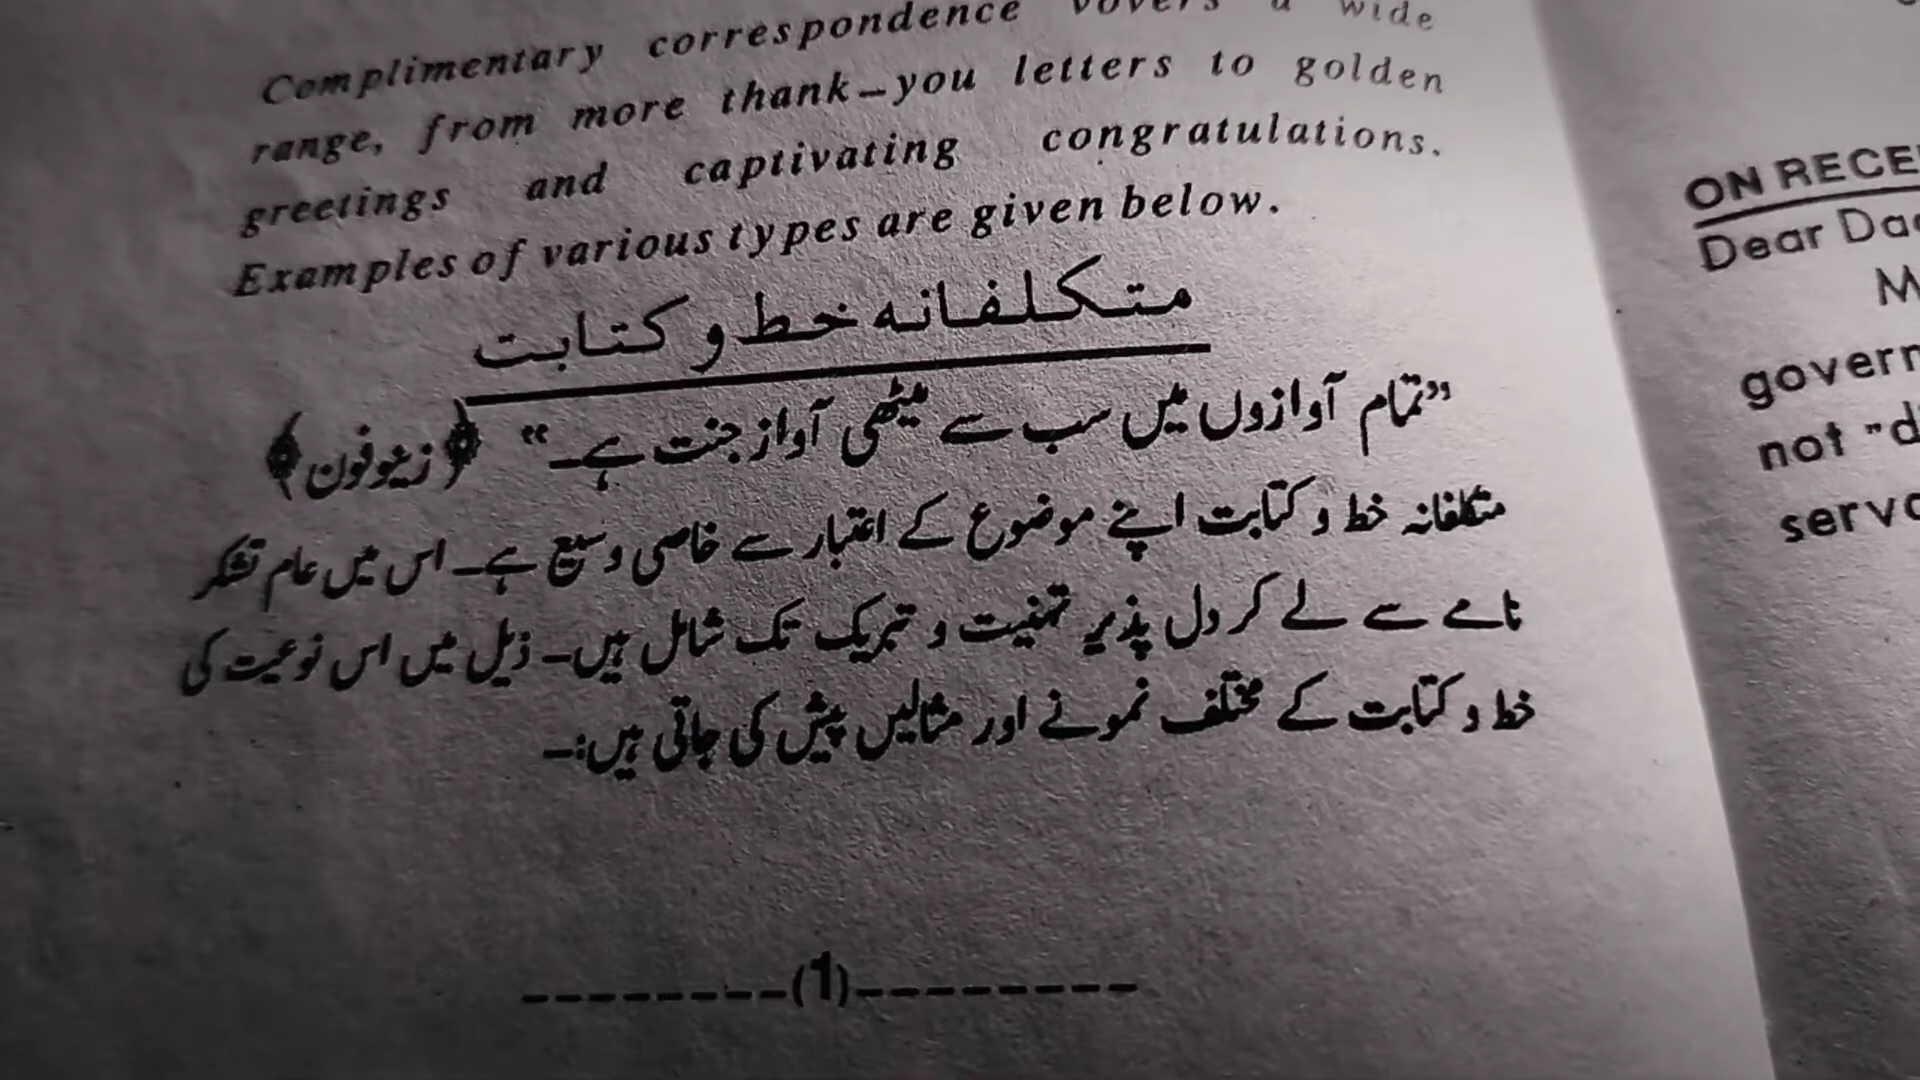 Complimentary correspondence vovers a wide
range, from more thank-you letters to golden
greetings and captivating congratulations.
Examples of various types are given below.
متکلفانہ خط و کتابت
”تمام آوازوں میں سب سے میٹھی آواز جنت ہے۔“ ﴿زینوفون﴾
متکلفانہ خط و کتابت اپنے موضوع کے اعتبار سے خاصی وسیع ہے۔ اس میں عام تشکر
نامے سے لے کر دل پذیر تہنیت و تبریک تک شامل ہیں۔ ذیل میں اس نوعیت کی
خط و کتابت کے مختلف نمونے اور مثالیں پیش کی جاتی ہیں:۔
--------(1)---------
ON RECE
Dear Da
M
govern
not "d
serv